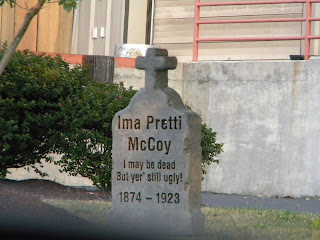 Ima Pretti
McCoy
I may be dead
But yer' still ugly!
1874 - 1923